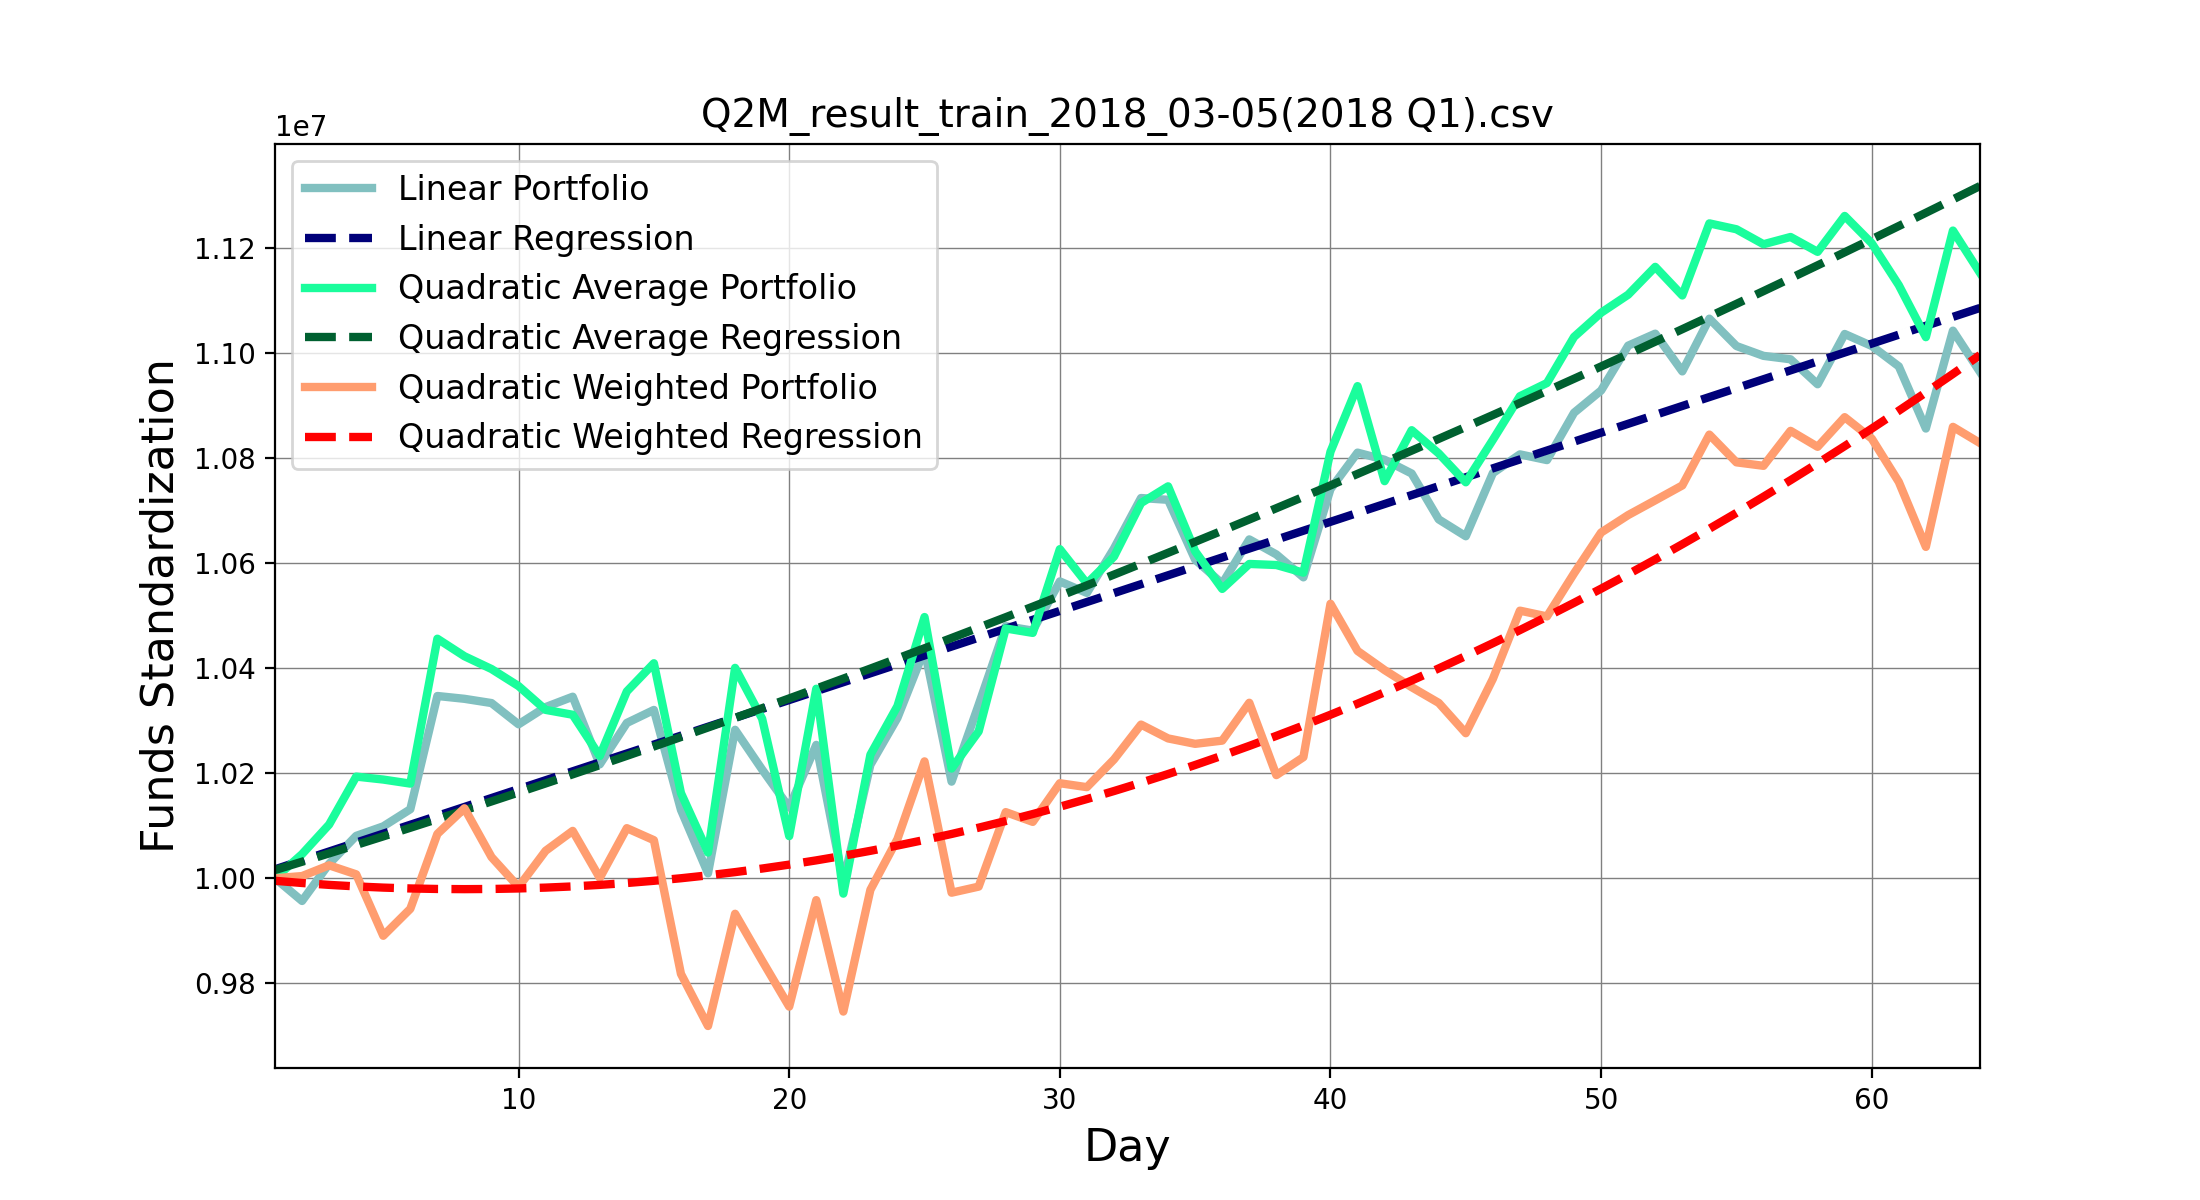 Q2M_result_train_2018_03-05(2018 Q1).csv
1e7
Linear Portfolio
Linear Regression
Quadratic Average Portfolio
Quadratic Average Regression
Quadratic Weighted Portfolio
Quadratic Weighted Regression
1.12
1.10
1.08
1.06
1.04
1.02
1.00
0.98
Funds Standardization
10 20 30 40 50 60
Day